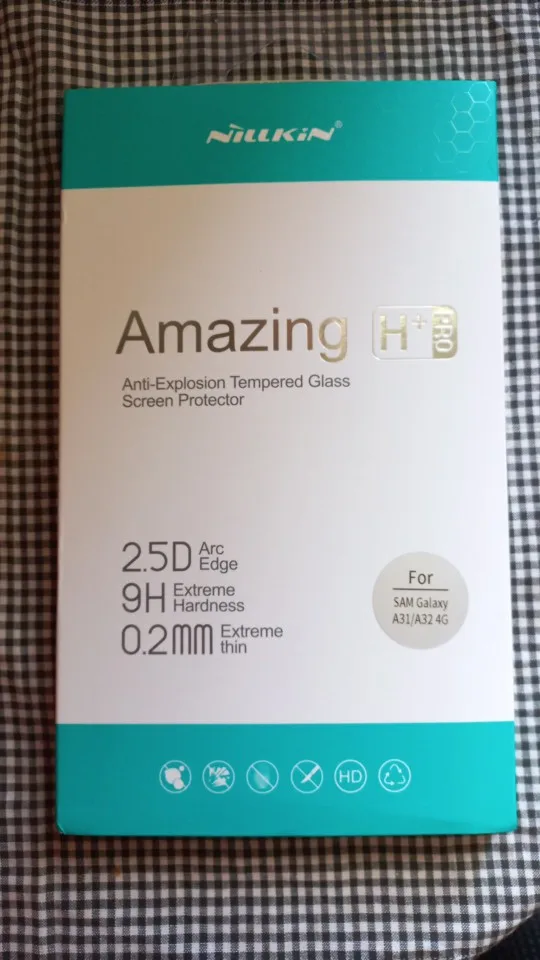 NiLLKiN®
Amazing H+ PRO
Anti-Explosion Tempered Glass
Screen Protector
2.5D Arc Edge
9H Extreme Hardness
0.2mm Extreme thin
For
SAM Galaxy
A31/A32 4G
HD